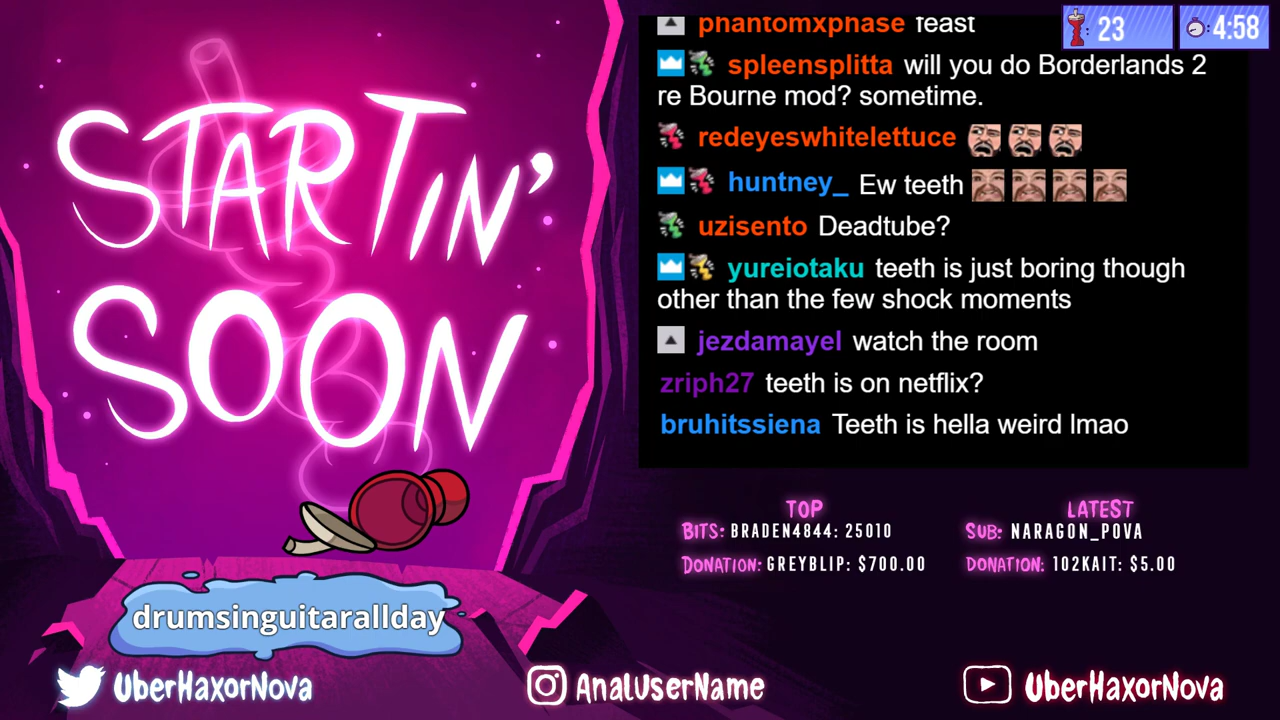 STARTIN'
SOON
drumsinguitarallday
phantomxphase feast
spleensplitta will you do Borderlands 2
re Bourne mod? sometime.
redeyeswhitelettuce
huntney_ Ew teeth
uzisento Deadtube?
yureiotaku teeth is just boring though
other than the few shock moments
jezdamayel watch the room
zriph27 teeth is on netflix?
bruhitssiena Teeth is hella weird lmao
23
:4:58
TOP
BITS: BRADEN4844: 25010
DONATION: GREYBLIP: $700.00
LATEST
SUB: NARAGON_POVA
DONATION: 102KAIT: $5.00
UberHaxorNova
AnalUserName
UberHaxorNova